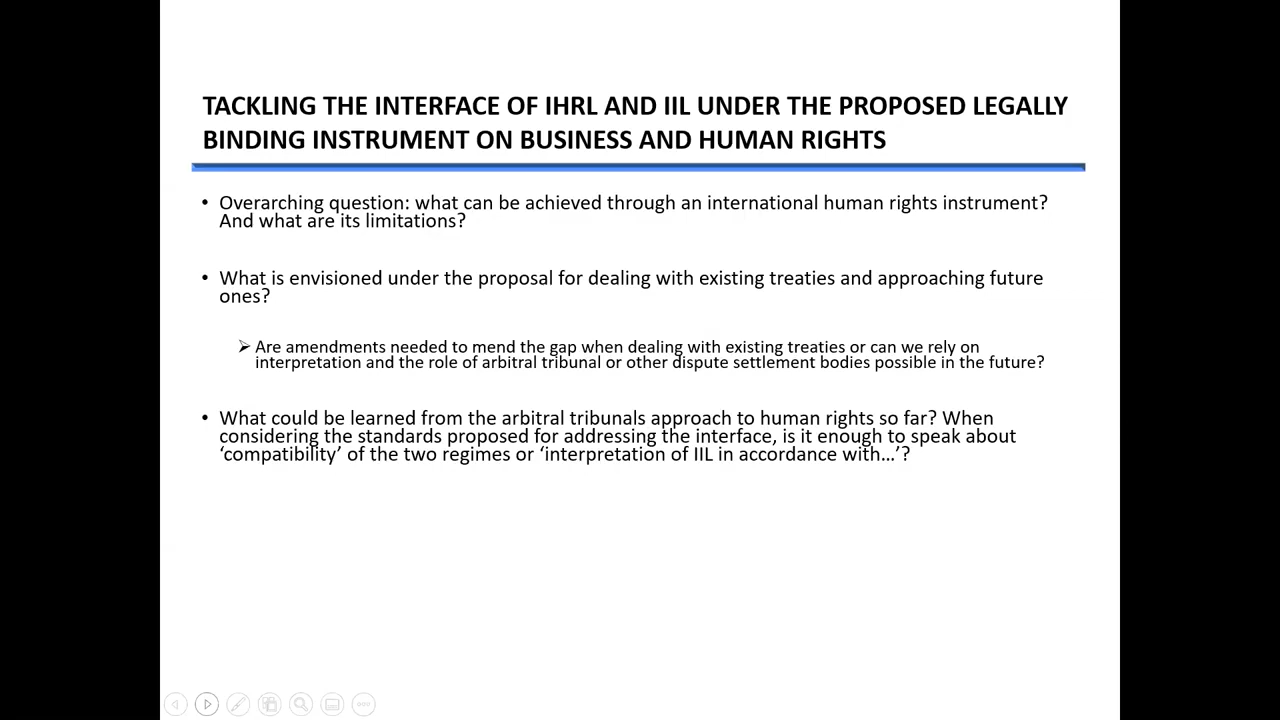 TACKLING THE INTERFACE OF IHRL AND IIL UNDER THE PROPOSED LEGALLY
BINDING INSTRUMENT ON BUSINESS AND HUMAN RIGHTS
• Overarching question: what can be achieved through an international human rights instrument?
And what are its limitations?
• What is envisioned under the proposal for dealing with existing treaties and approaching future
ones?
➢ Are amendments needed to mend the gap when dealing with existing treaties or can we rely on
interpretation and the role of arbitral tribunal or other dispute settlement bodies possible in the future?
• What could be learned from the arbitral tribunals approach to human rights so far? When
considering the standards proposed for addressing the interface, is it enough to speak about
‘compatibility’ of the two regimes or ‘interpretation of IIL in accordance with…’?